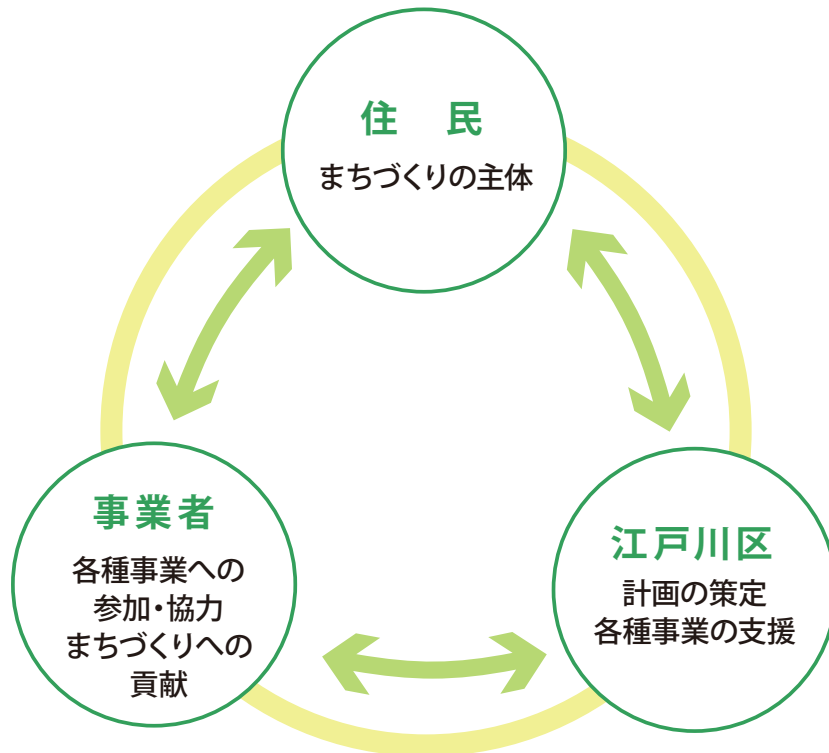 住　民
まちづくりの主体
事業者
各種事業への
参加・協力
まちづくりへの
貢献
江戸川区
計画の策定
各種事業の支援